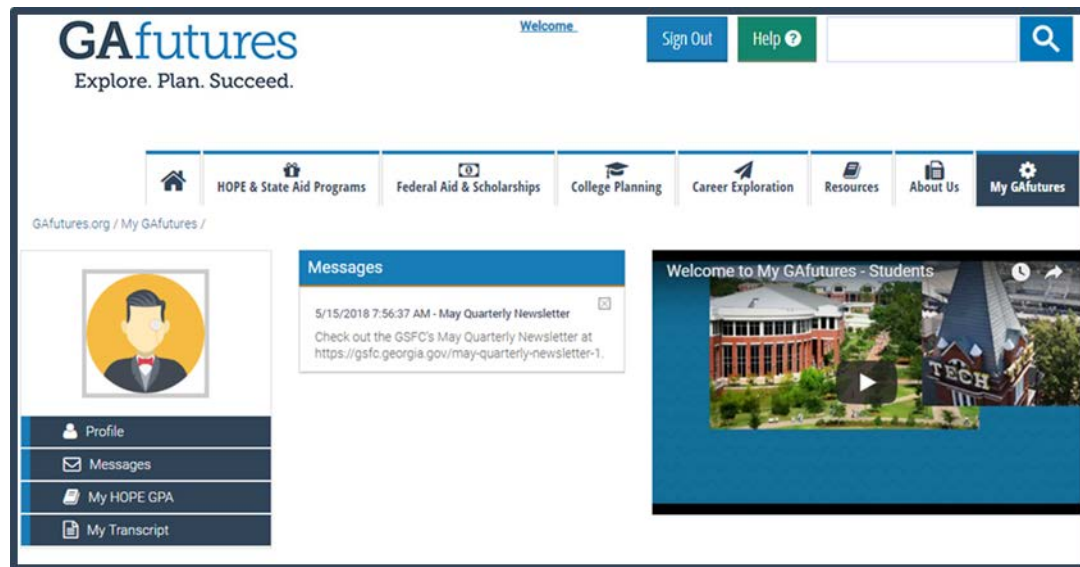 GAfutures
Explore. Plan. Succeed.
Welcome
Sign Out
Help
HOPE & State Aid Programs
Federal Aid & Scholarships
College Planning
Career Exploration
Resources
About Us
My GAfutures
GAfutures.org / My GAfutures /
Profile
Messages
My HOPE GPA
My Transcript
Messages
5/15/2018 7:56:37 AM - May Quarterly Newsletter
Check out the GSFC's May Quarterly Newsletter at
https://gsfc.georgia.gov/may-quarterly-newsletter-1.
Welcome to My GAfutures - Students
TECH